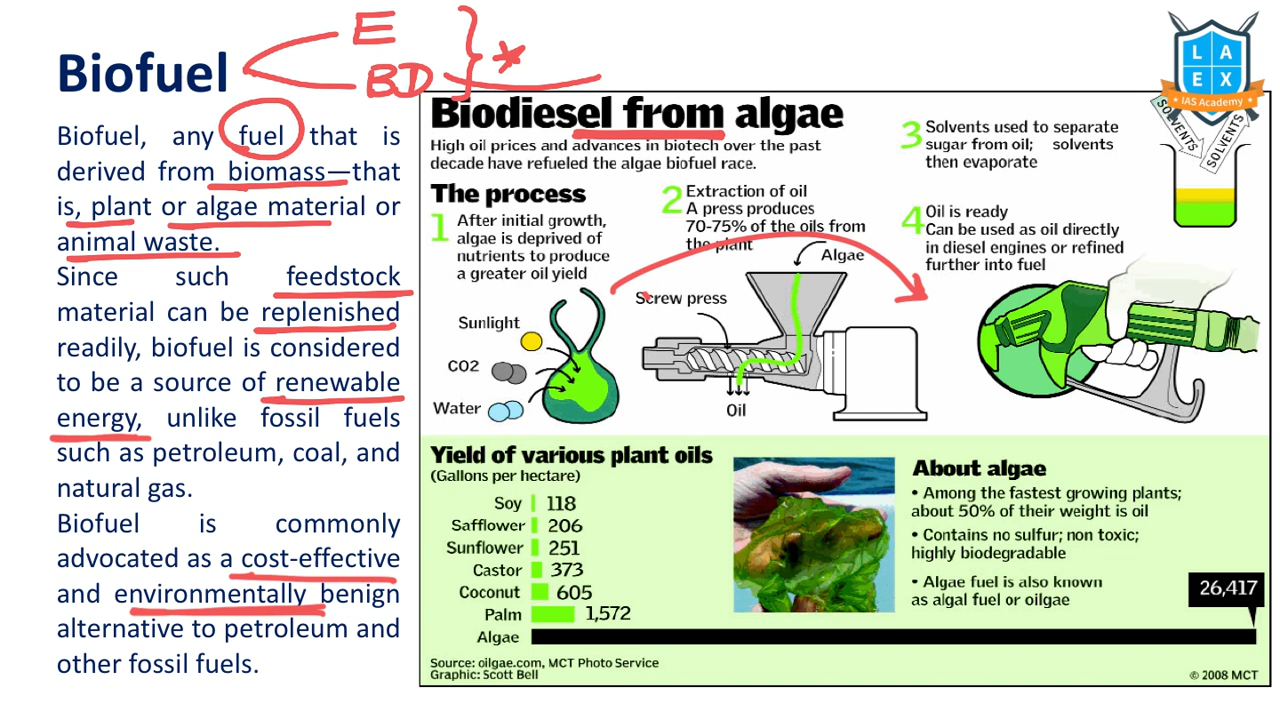 Biofuel
E
BD
*
Biofuel, any fuel that is
derived from biomass—that
is, plant or algae material or
animal waste.
Since such feedstock
material can be replenished
readily, biofuel is considered
to be a source of renewable
energy, unlike fossil fuels
such as petroleum, coal, and
natural gas.
Biofuel is commonly
advocated as a cost-effective
and environmentally benign
alternative to petroleum and
other fossil fuels.
L A
E X
IAS Academy
Biodiesel from algae
High oil prices and advances in biotech over the past
decade have refueled the algae biofuel race.
The process
1 After initial growth,
algae is deprived of
nutrients to produce
a greater oil yield
Sunlight
CO2
Water
2 Extraction of oil
A press produces
70-75% of the oils from
the plant
Algae
Screw press
Oil
3 Solvents used to separate
sugar from oil; solvents
then evaporate
SOLVENTS
SOLVENTS
4 Oil is ready
Can be used as oil directly
in diesel engines or refined
further into fuel
Yield of various plant oils
(Gallons per hectare)
Soy 118
Safflower 206
Sunflower 251
Castor 373
Coconut 605
Palm 1,572
Algae
26,417
About algae
• Among the fastest growing plants;
about 50% of their weight is oil
• Contains no sulfur; non toxic;
highly biodegradable
• Algae fuel is also known
as algal fuel or oilgae
Source: oilgae.com, MCT Photo Service
Graphic: Scott Bell
© 2008 MCT